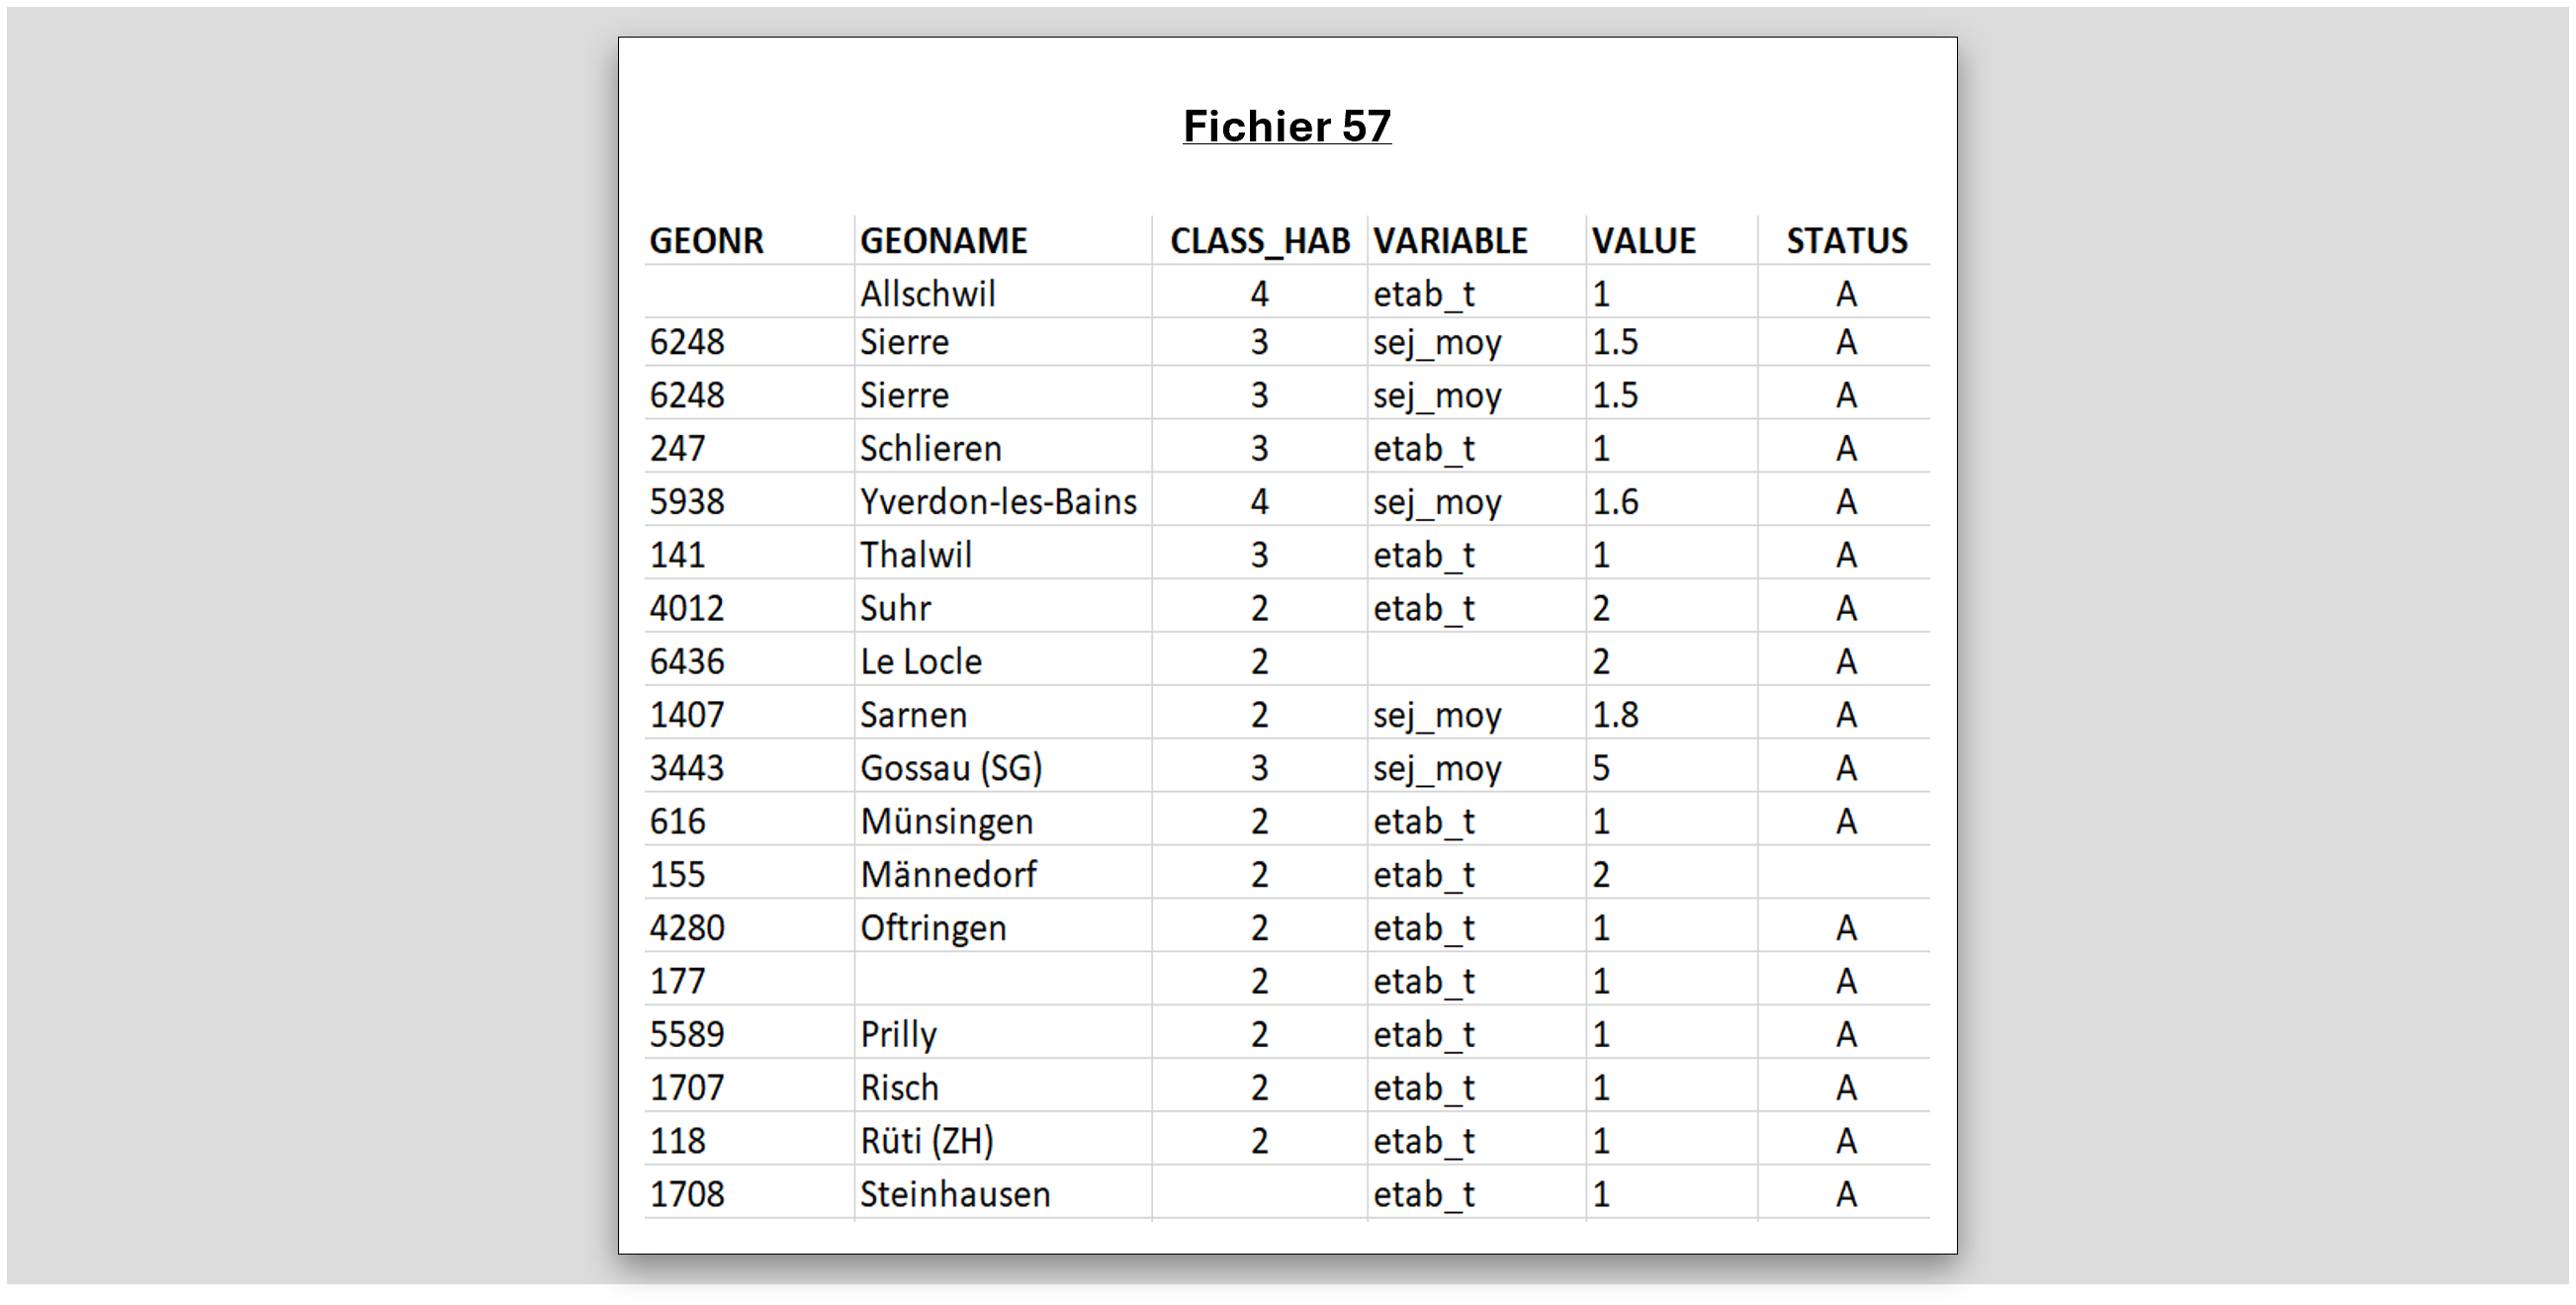 Fichier 57
GEONR GEONAME CLASS_HAB VARIABLE VALUE STATUS
Allschwil 4 etab_t 1 A
6248 Sierre 3 sej_moy 1.5 A
6248 Sierre 3 sej_moy 1.5 A
247 Schlieren 3 etab_t 1 A
5938 Yverdon-les-Bains 4 sej_moy 1.6 A
141 Thalwil 3 etab_t 1 A
4012 Suhr 2 etab_t 2 A
6436 Le Locle 2 2 A
1407 Sarnen 2 sej_moy 1.8 A
3443 Gossau (SG) 3 sej_moy 5 A
616 Münsingen 2 etab_t 1 A
155 Männedorf 2 etab_t 2
4280 Oftringen 2 etab_t 1 A
177 2 etab_t 1 A
5589 Prilly 2 etab_t 1 A
1707 Risch 2 etab_t 1 A
118 Rüti (ZH) 2 etab_t 1 A
1708 Steinhausen etab_t 1 A